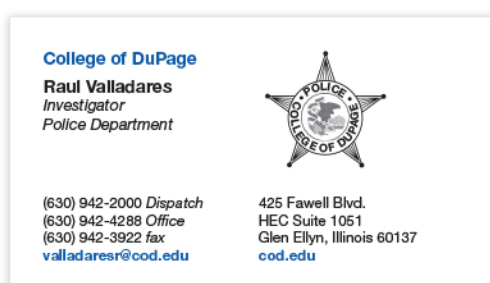 College of DuPage
Raul Valladares
Investigator
Police Department
POLICE
COLLEGE OF DUPAGE
(630) 942-2000 Dispatch
(630) 942-4288 Office
(630) 942-3922 fax
valladaresr@cod.edu
425 Fawell Blvd.
HEC Suite 1051
Glen Ellyn, Illinois 60137
cod.edu